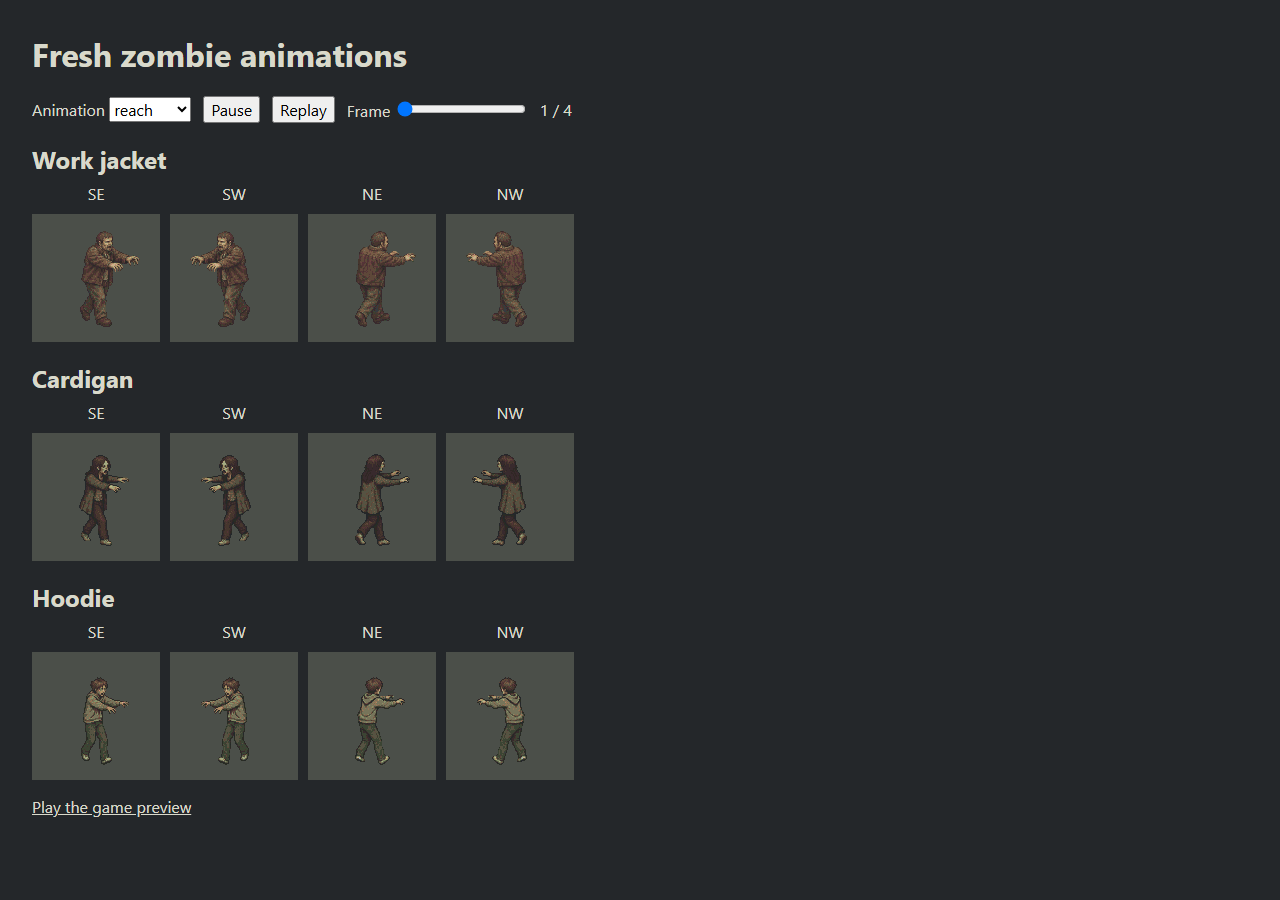 Fresh zombie animations
Animation reach Pause Replay Frame 1 / 4
Work jacket
SE SW NE NW
Cardigan
SE SW NE NW
Hoodie
SE SW NE NW
Play the game preview